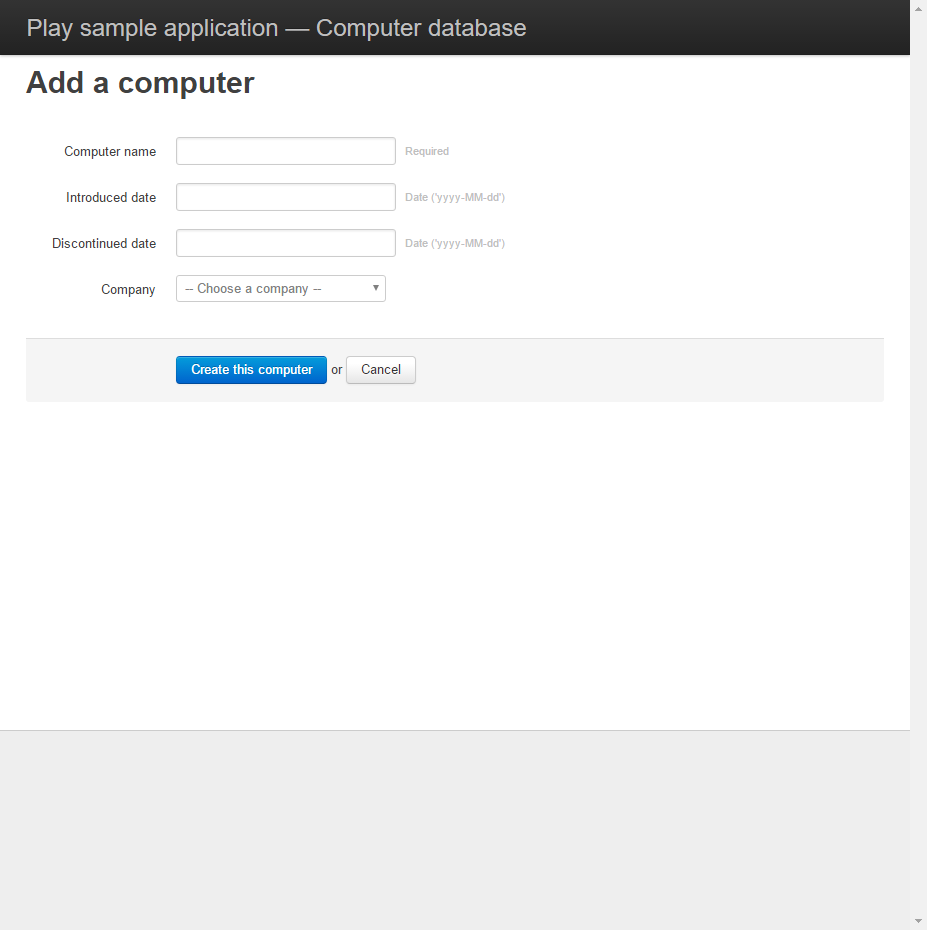 Play sample application — Computer database
Add a computer
Computer name Required
Introduced date Date ('yyyy-MM-dd')
Discontinued date Date ('yyyy-MM-dd')
Company -- Choose a company --
Create this computer or Cancel